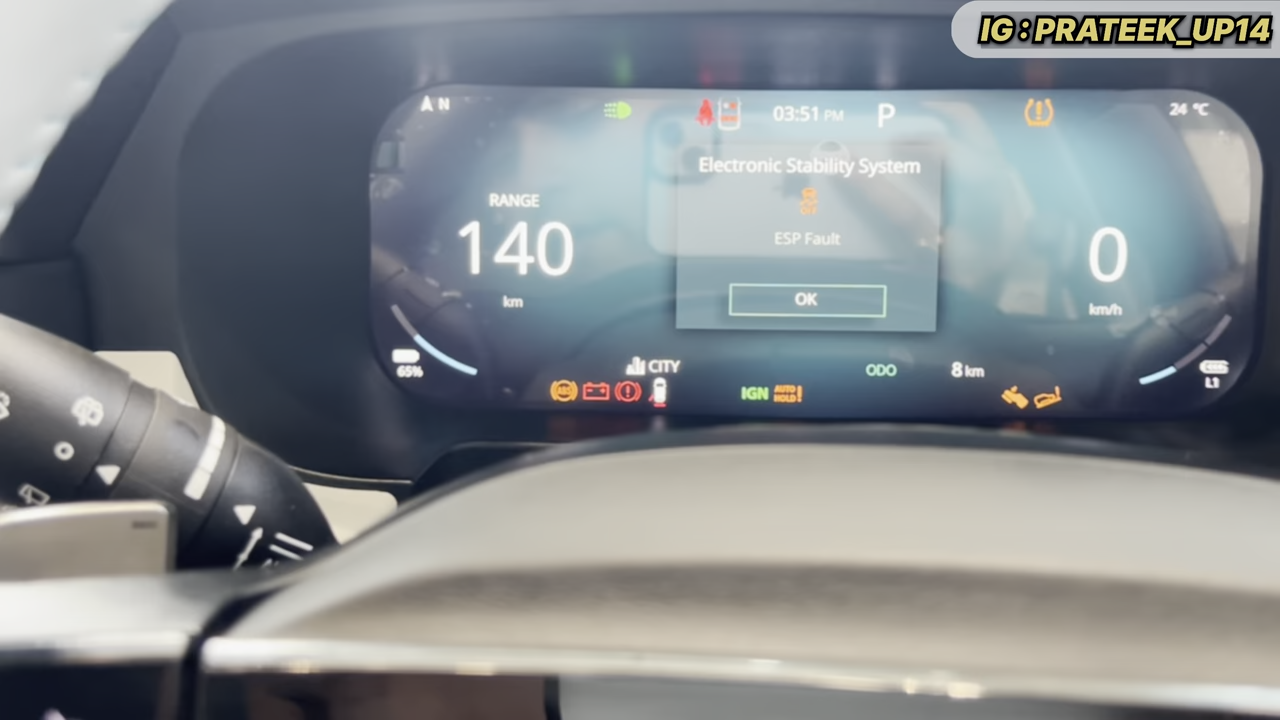 IG : PRATEEK_UP14
N
03:51 PM
P
24 °C
Electronic Stability System
OFF
ESP Fault
OK
RANGE
140
km
0
km/h
65%
CITY
ODO
8 km
L1
ABS
IGN
AUTO
HOLD